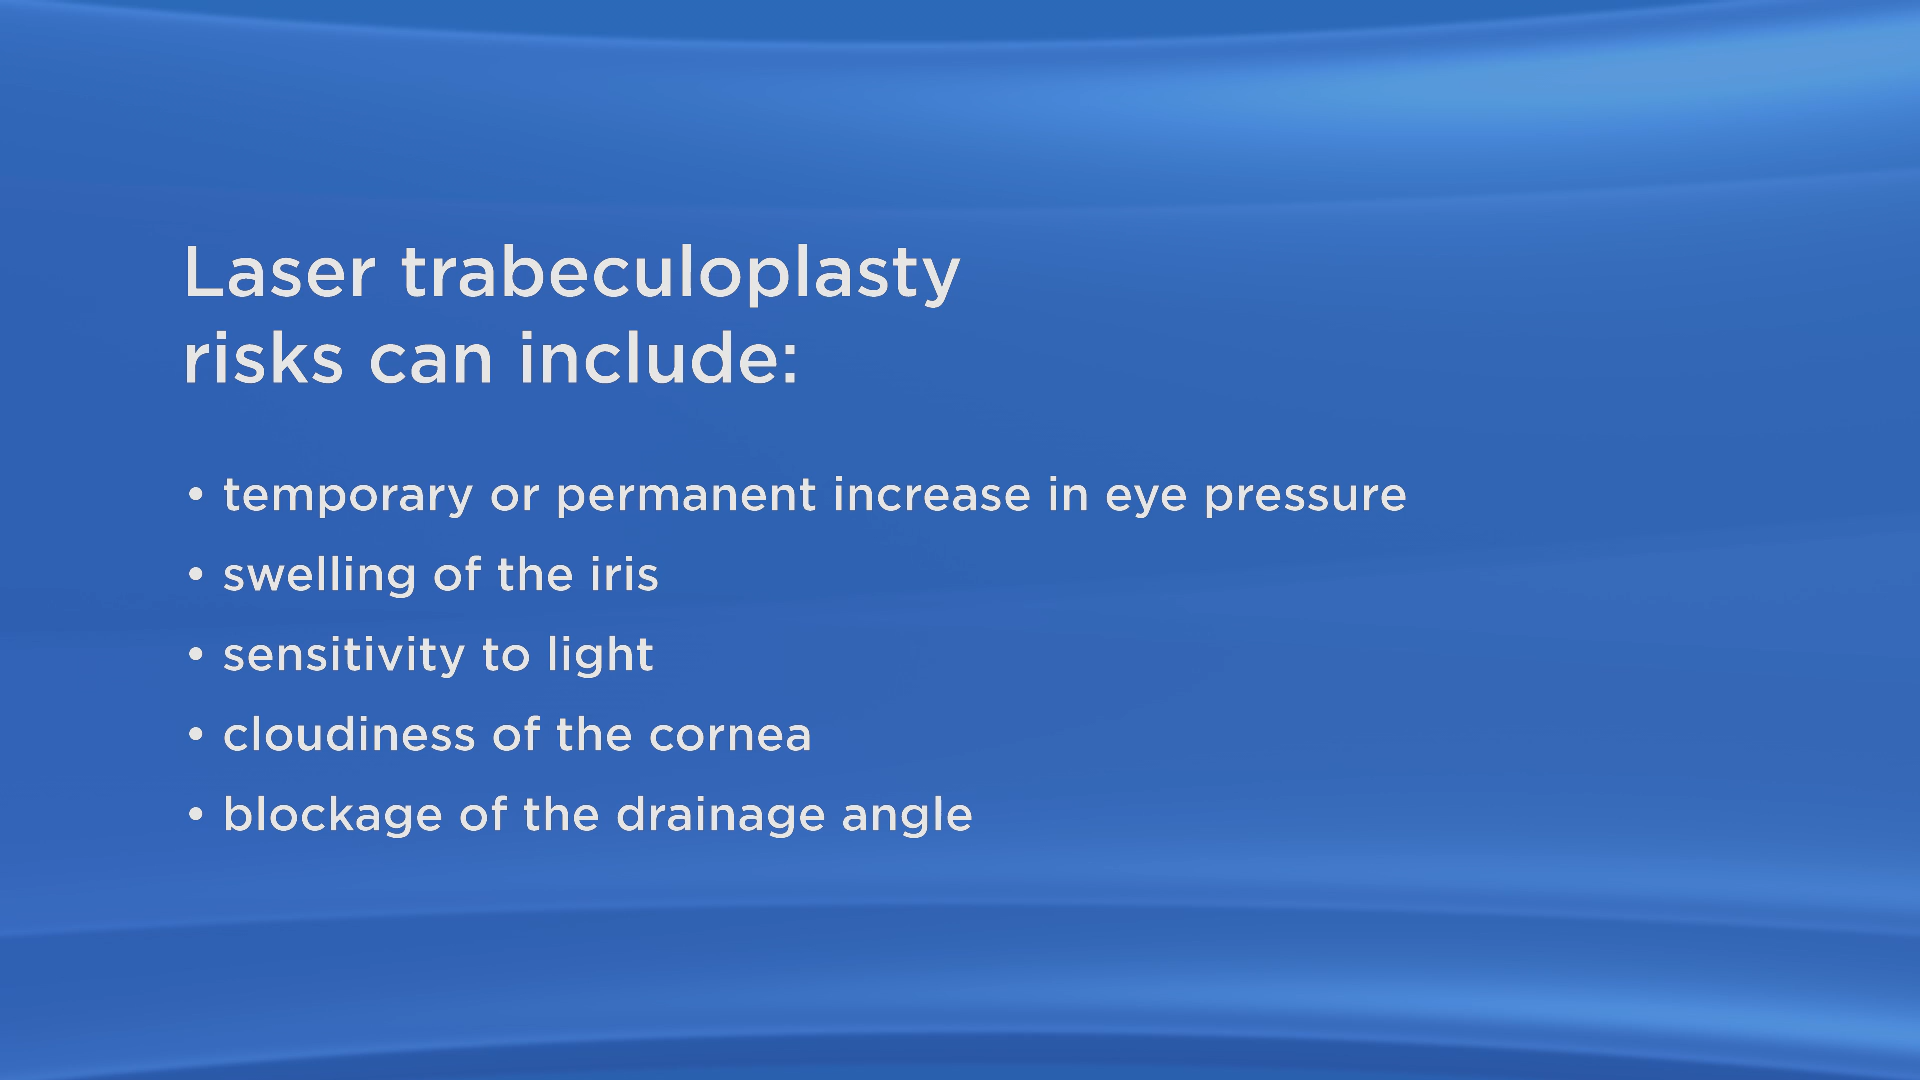 Laser trabeculoplasty
risks can include:
• temporary or permanent increase in eye pressure
• swelling of the iris
• sensitivity to light
• cloudiness of the cornea
• blockage of the drainage angle